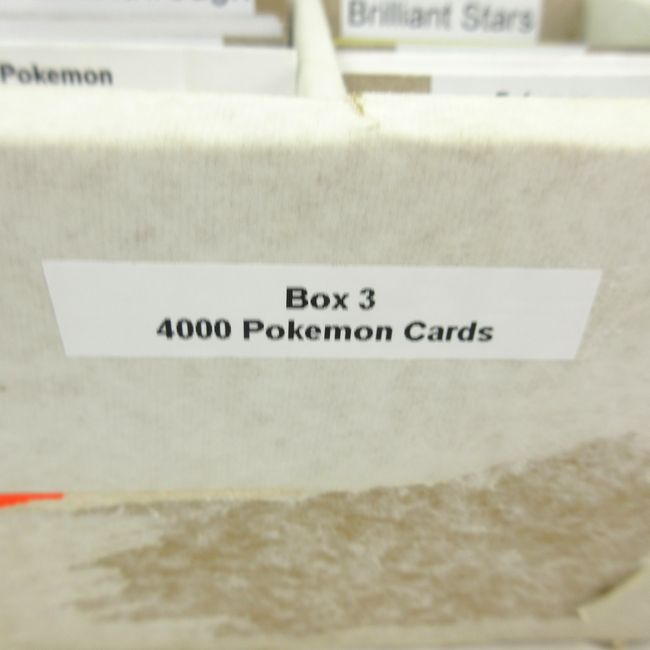 Brilliant Stars
Pokemon
Box 3
4000 Pokemon Cards